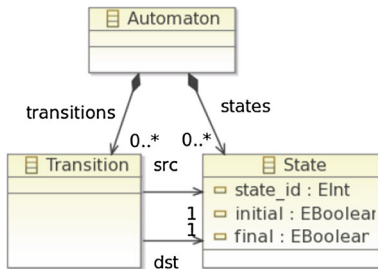 Automaton
transitions
states
0..*
0..*
Transition
src
State
state_id : EInt
1
initial : EBoolear
1
final : EBoolear
dst